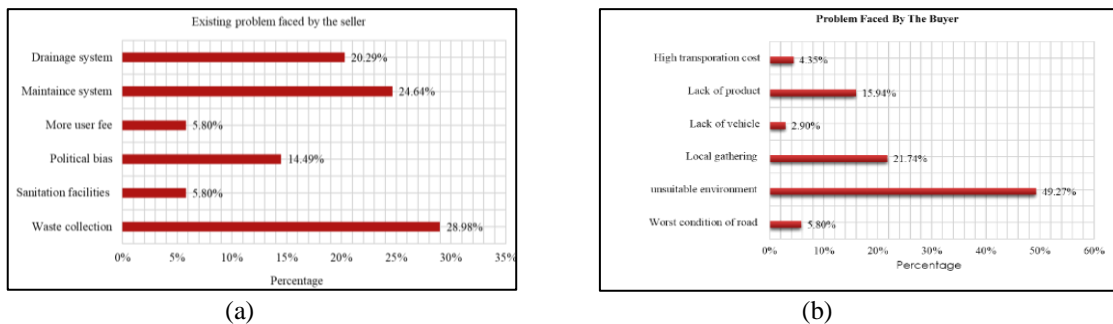 Existing problem faced by the seller
Drainage system
20.29%
Maintaince system
24.64%
More user fee
5.80%
Political bias
14.49%
Sanitation facilities
5.80%
Waste collection
28.98%
0% 5% 10% 15% 20% 25% 30% 35%
Percentage
(a)
Problem Faced By The Buyer
High transporation cost
4.35%
Lack of product
15.94%
Lack of vehicle
2.90%
Local gathering
21.74%
unsuitable environment
49.27%
Worst condition of road
5.80%
0% 10% 20% 30% 40% 50% 60%
Percentage
(b)